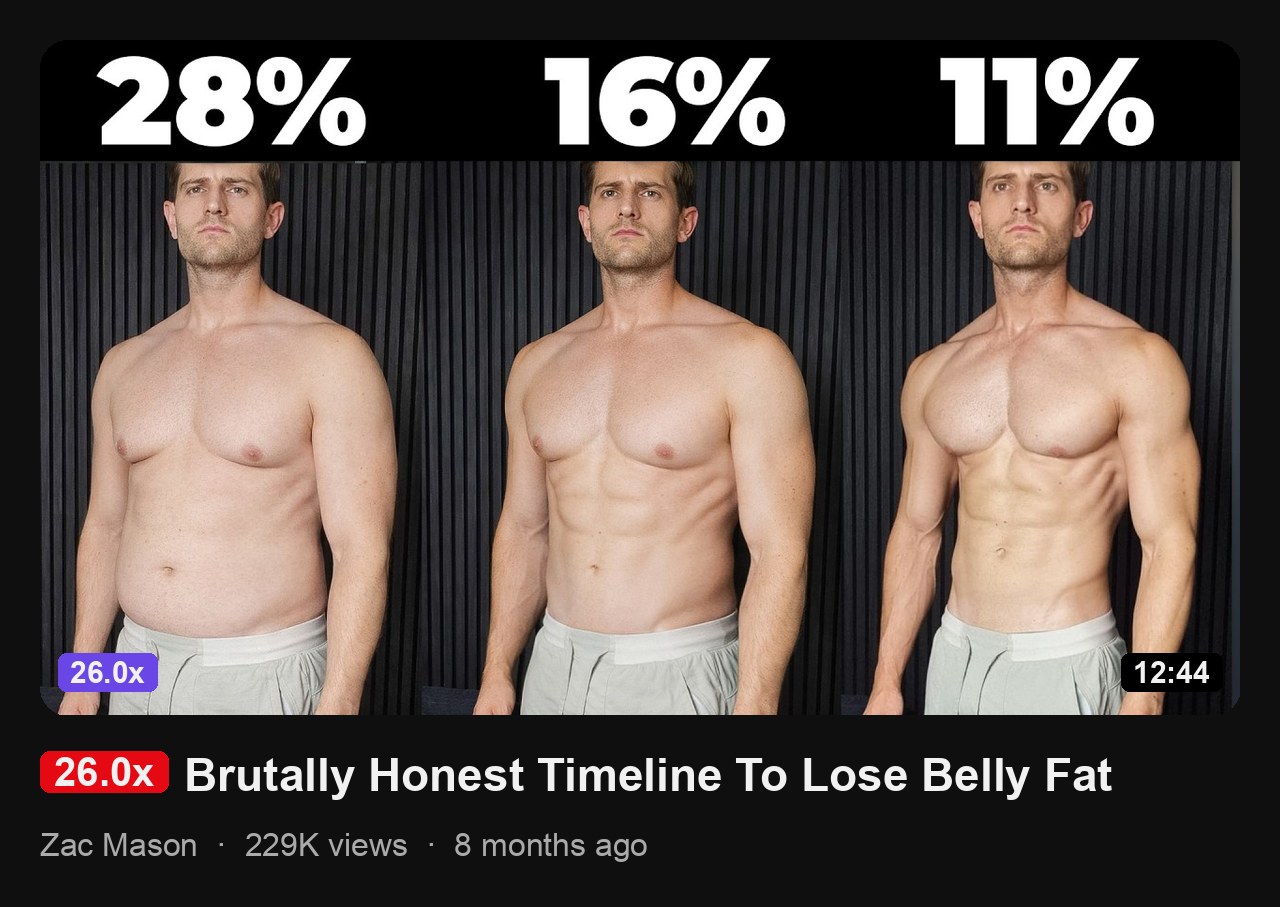 28% 16% 11%
26.0x
12:44
26.0x Brutally Honest Timeline To Lose Belly Fat
Zac Mason · 229K views · 8 months ago